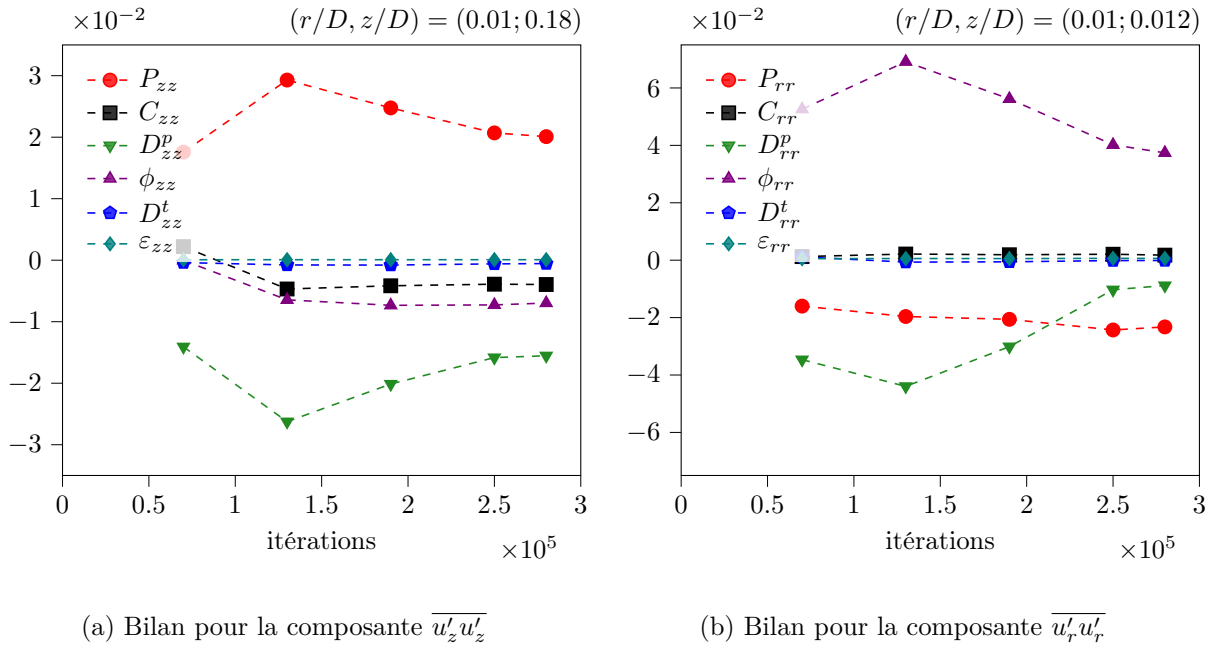 ×10⁻² (r/D, z/D) = (0.01; 0.18)
3
2
1
0
−1
−2
−3
P_zz
C_zz
D^p_zz
ϕ_zz
D^t_zz
ε_zz
0 0.5 1 1.5 2 2.5 3
itérations
×10⁵
(a) Bilan pour la composante \overline{u′_z u′_z}
×10⁻² (r/D, z/D) = (0.01; 0.012)
6
4
2
0
−2
−4
−6
P_rr
C_rr
D^p_rr
ϕ_rr
D^t_rr
ε_rr
0 0.5 1 1.5 2 2.5 3
itérations
×10⁵
(b) Bilan pour la composante \overline{u′_r u′_r}